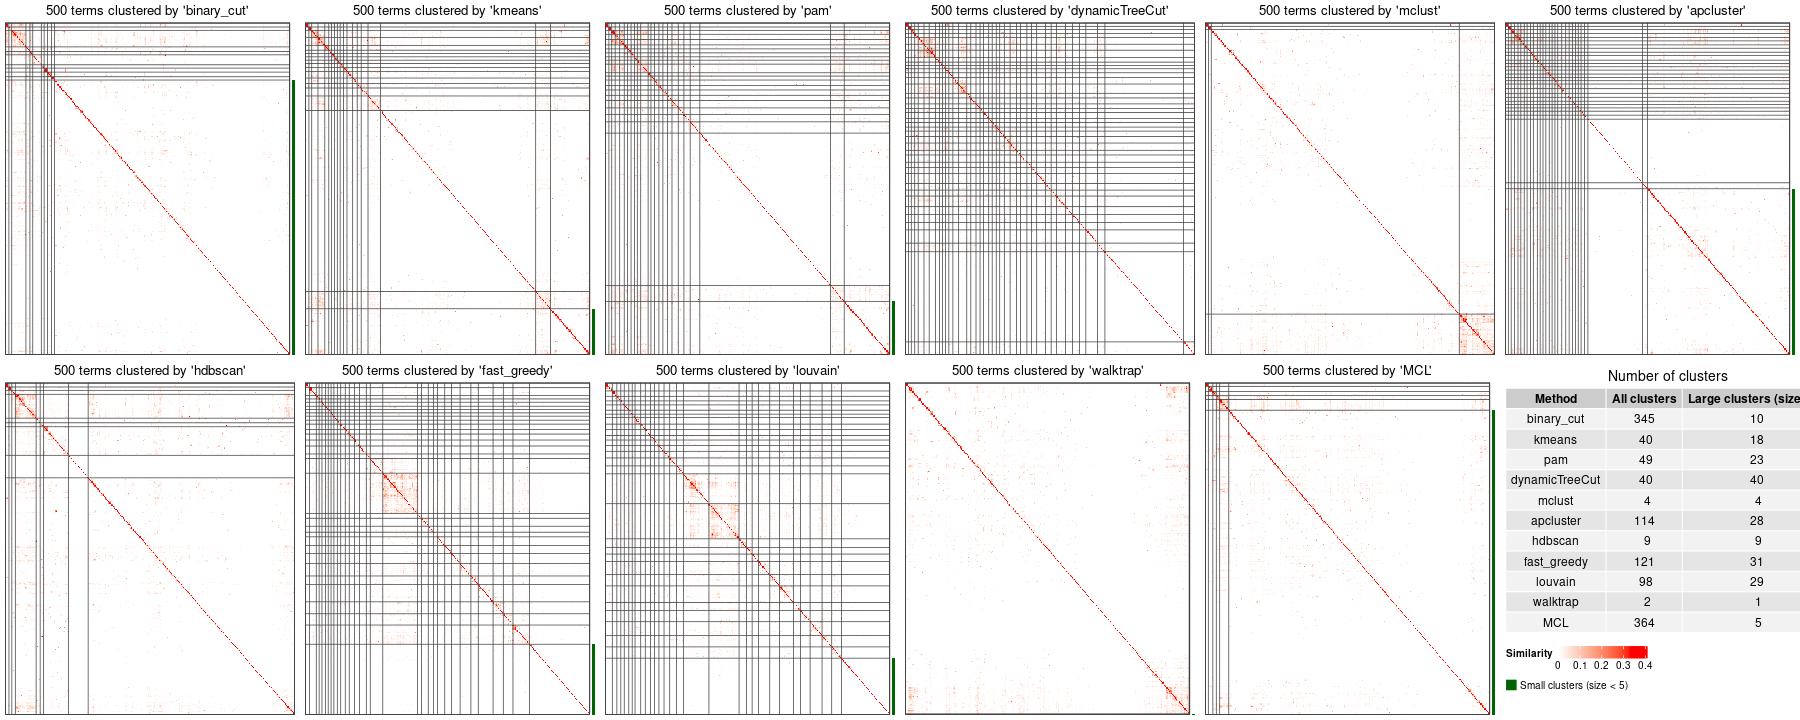 500 terms clustered by 'binary_cut'
500 terms clustered by 'kmeans'
500 terms clustered by 'pam'
500 terms clustered by 'dynamicTreeCut'
500 terms clustered by 'mclust'
500 terms clustered by 'apcluster'
500 terms clustered by 'hdbscan'
500 terms clustered by 'fast_greedy'
500 terms clustered by 'louvain'
500 terms clustered by 'walktrap'
500 terms clustered by 'MCL'
Number of clusters
Method All clusters Large clusters (size
binary_cut 345 10
kmeans 40 18
pam 49 23
dynamicTreeCut 40 40
mclust 4 4
apcluster 114 28
hdbscan 9 9
fast_greedy 121 31
louvain 98 29
walktrap 2 1
MCL 364 5
Similarity
0 0.1 0.2 0.3 0.4
Small clusters (size < 5)